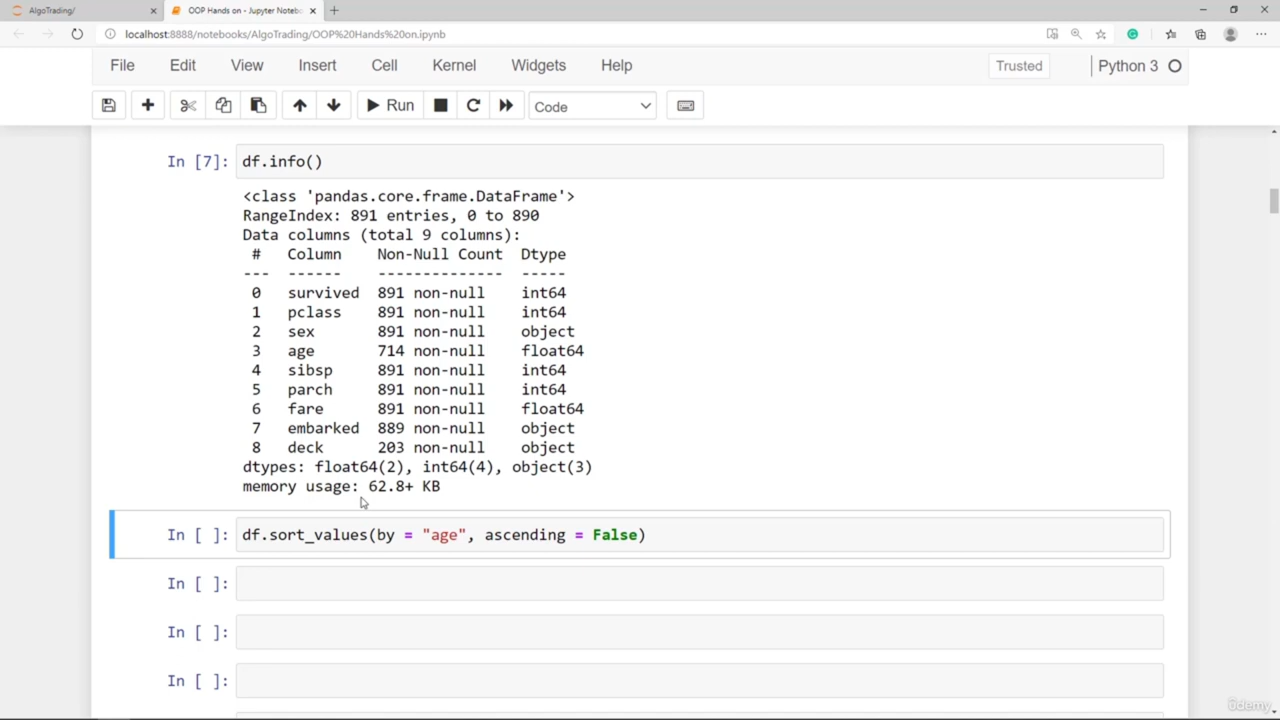 AlgoTrading/
OOP Hands on - Jupyter Notebo
localhost:8888/notebooks/AlgoTrading/OOP%20Hands%20on.ipynb
File Edit View Insert Cell Kernel Widgets Help Trusted Python 3
Run Code
In [7]: df.info()
<class 'pandas.core.frame.DataFrame'>
RangeIndex: 891 entries, 0 to 890
Data columns (total 9 columns):
# Column Non-Null Count Dtype
--- ------ -------------- -----
0 survived 891 non-null int64
1 pclass 891 non-null int64
2 sex 891 non-null object
3 age 714 non-null float64
4 sibsp 891 non-null int64
5 parch 891 non-null int64
6 fare 891 non-null float64
7 embarked 889 non-null object
8 deck 203 non-null object
dtypes: float64(2), int64(4), object(3)
memory usage: 62.8+ KB
In [ ]: df.sort_values(by = "age", ascending = False)
In [ ]:
In [ ]:
In [ ]:
ûdemy